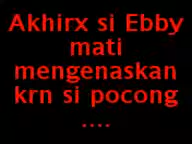 Akhirx si Ebby
mati
mengenaskan
krn si pocong
....